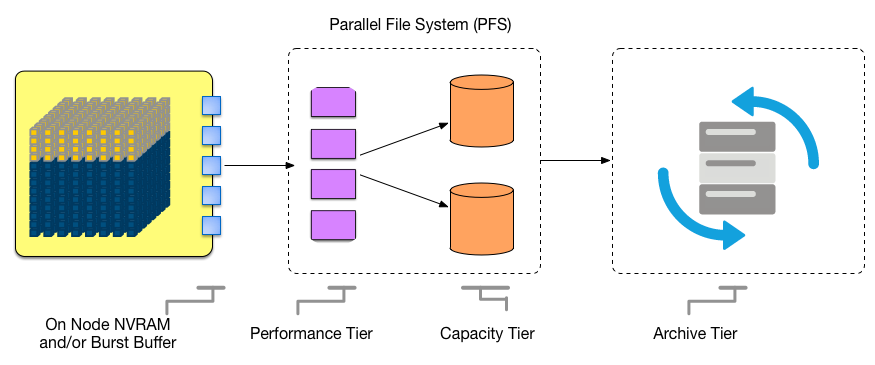 Parallel File System (PFS)
On Node NVRAM
and/or Burst Buffer
Performance Tier
Capacity Tier
Archive Tier